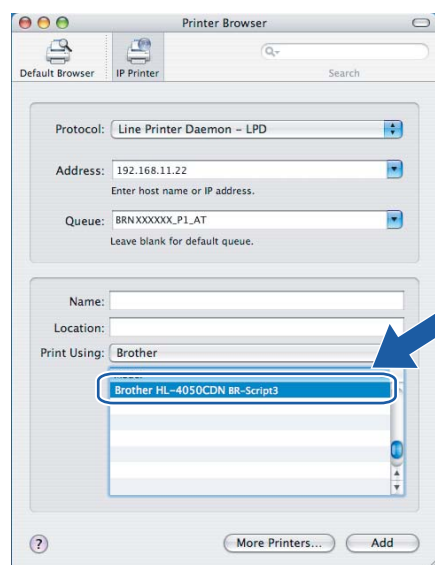 Printer Browser
Default Browser
IP Printer
Search
Protocol: Line Printer Daemon – LPD
Address: 192.168.11.22
Enter host name or IP address.
Queue: BRNXXXXXX_P1_AT
Leave blank for default queue.
Name:
Location:
Print Using: Brother
Brother HL-4050CDN BR-Script3
? More Printers... Add